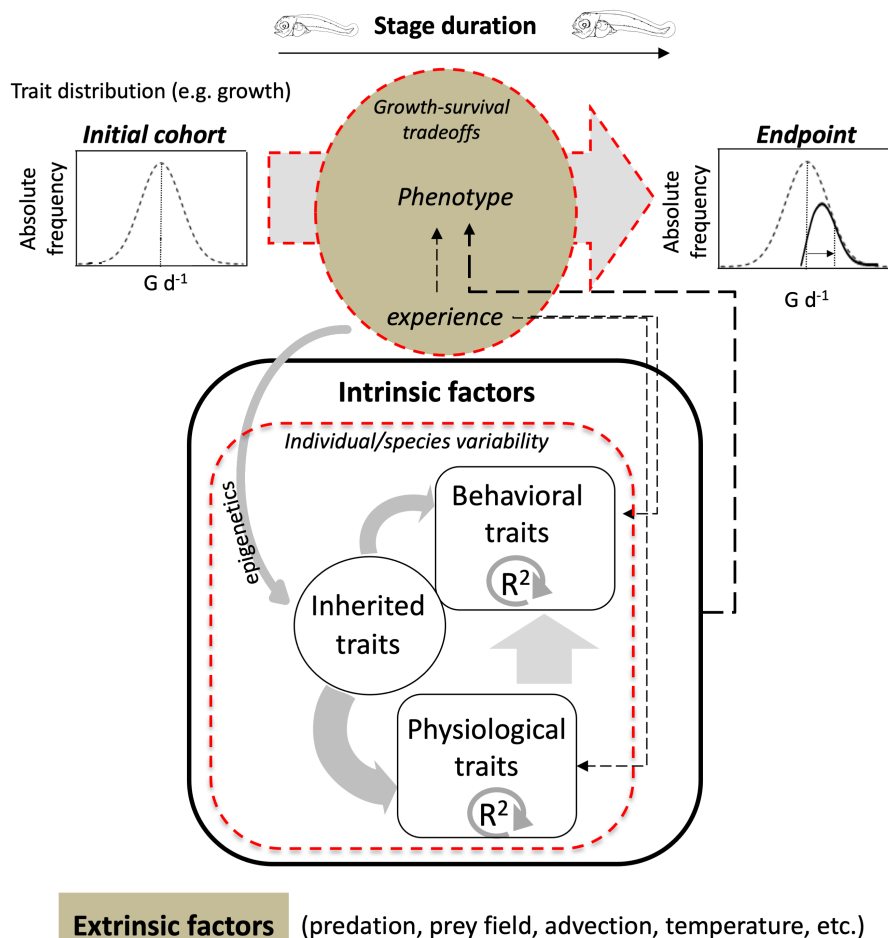 Stage duration
Trait distribution (e.g. growth)
Initial cohort
Absolute
frequency
G d-1
Growth-survival
tradeoffs
Phenotype
experience
Endpoint
Absolute
frequency
G d-1
Intrinsic factors
Individual/species variability
epigenetics
Behavioral
traits
R2
Inherited
traits
Physiological
traits
R2
Extrinsic factors (predation, prey field, advection, temperature, etc.)